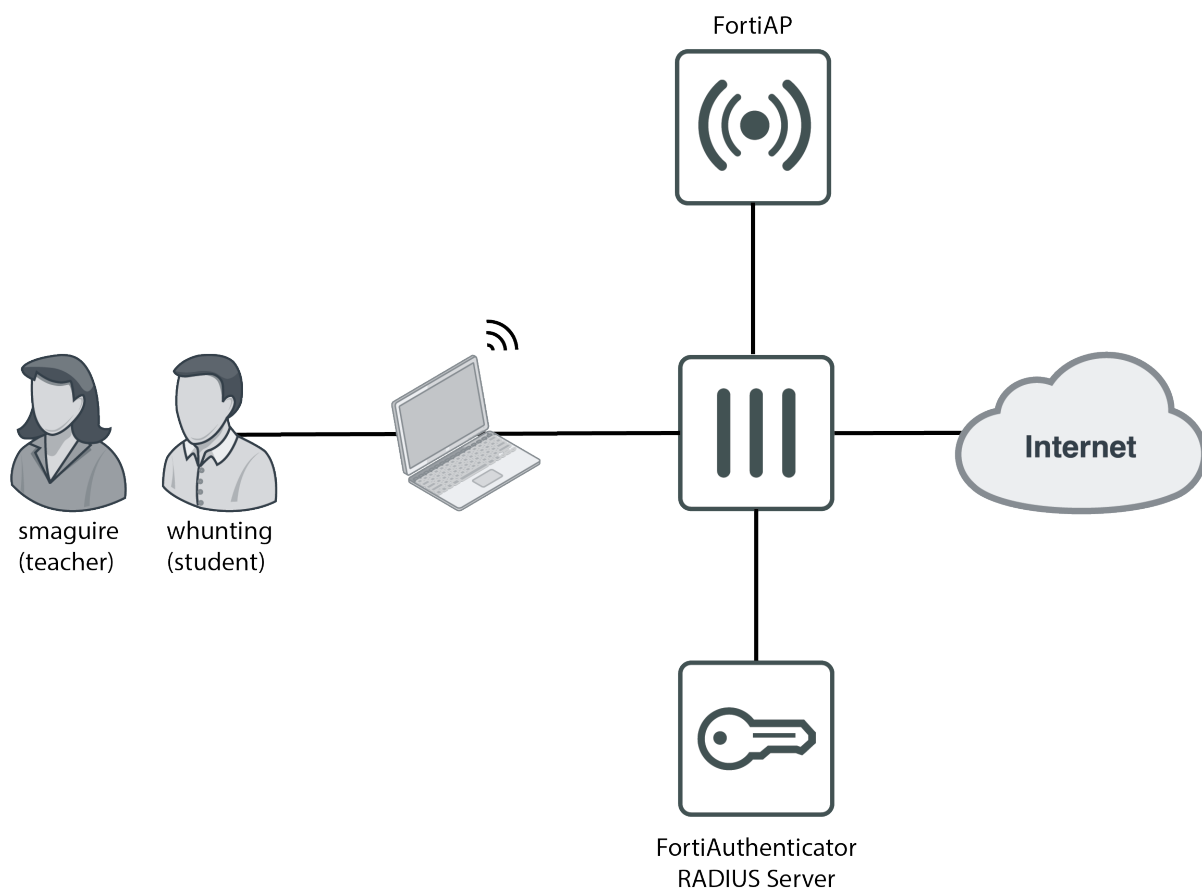 FortiAP
Internet
smaguire
(teacher)
whunting
(student)
FortiAuthenticator
RADIUS Server